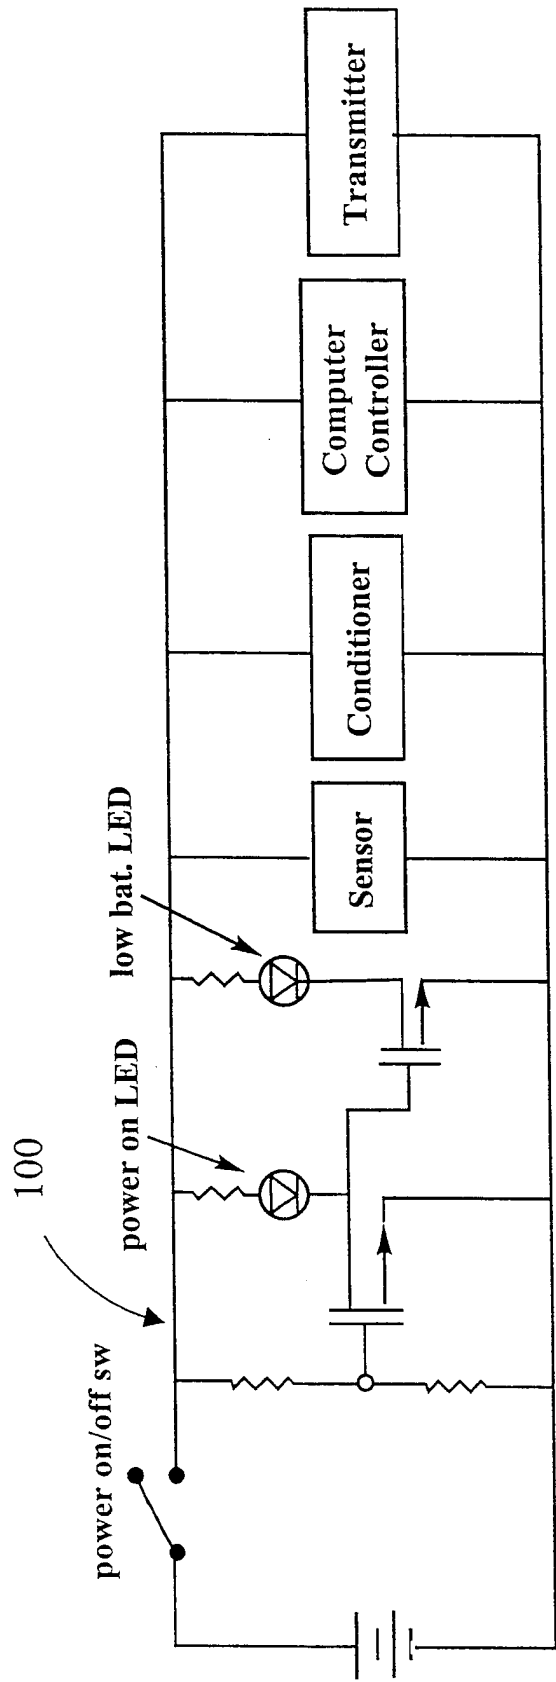 100
power on/off sw
power on LED
low bat. LED
Sensor
Conditioner
Computer
Controller
Transmitter